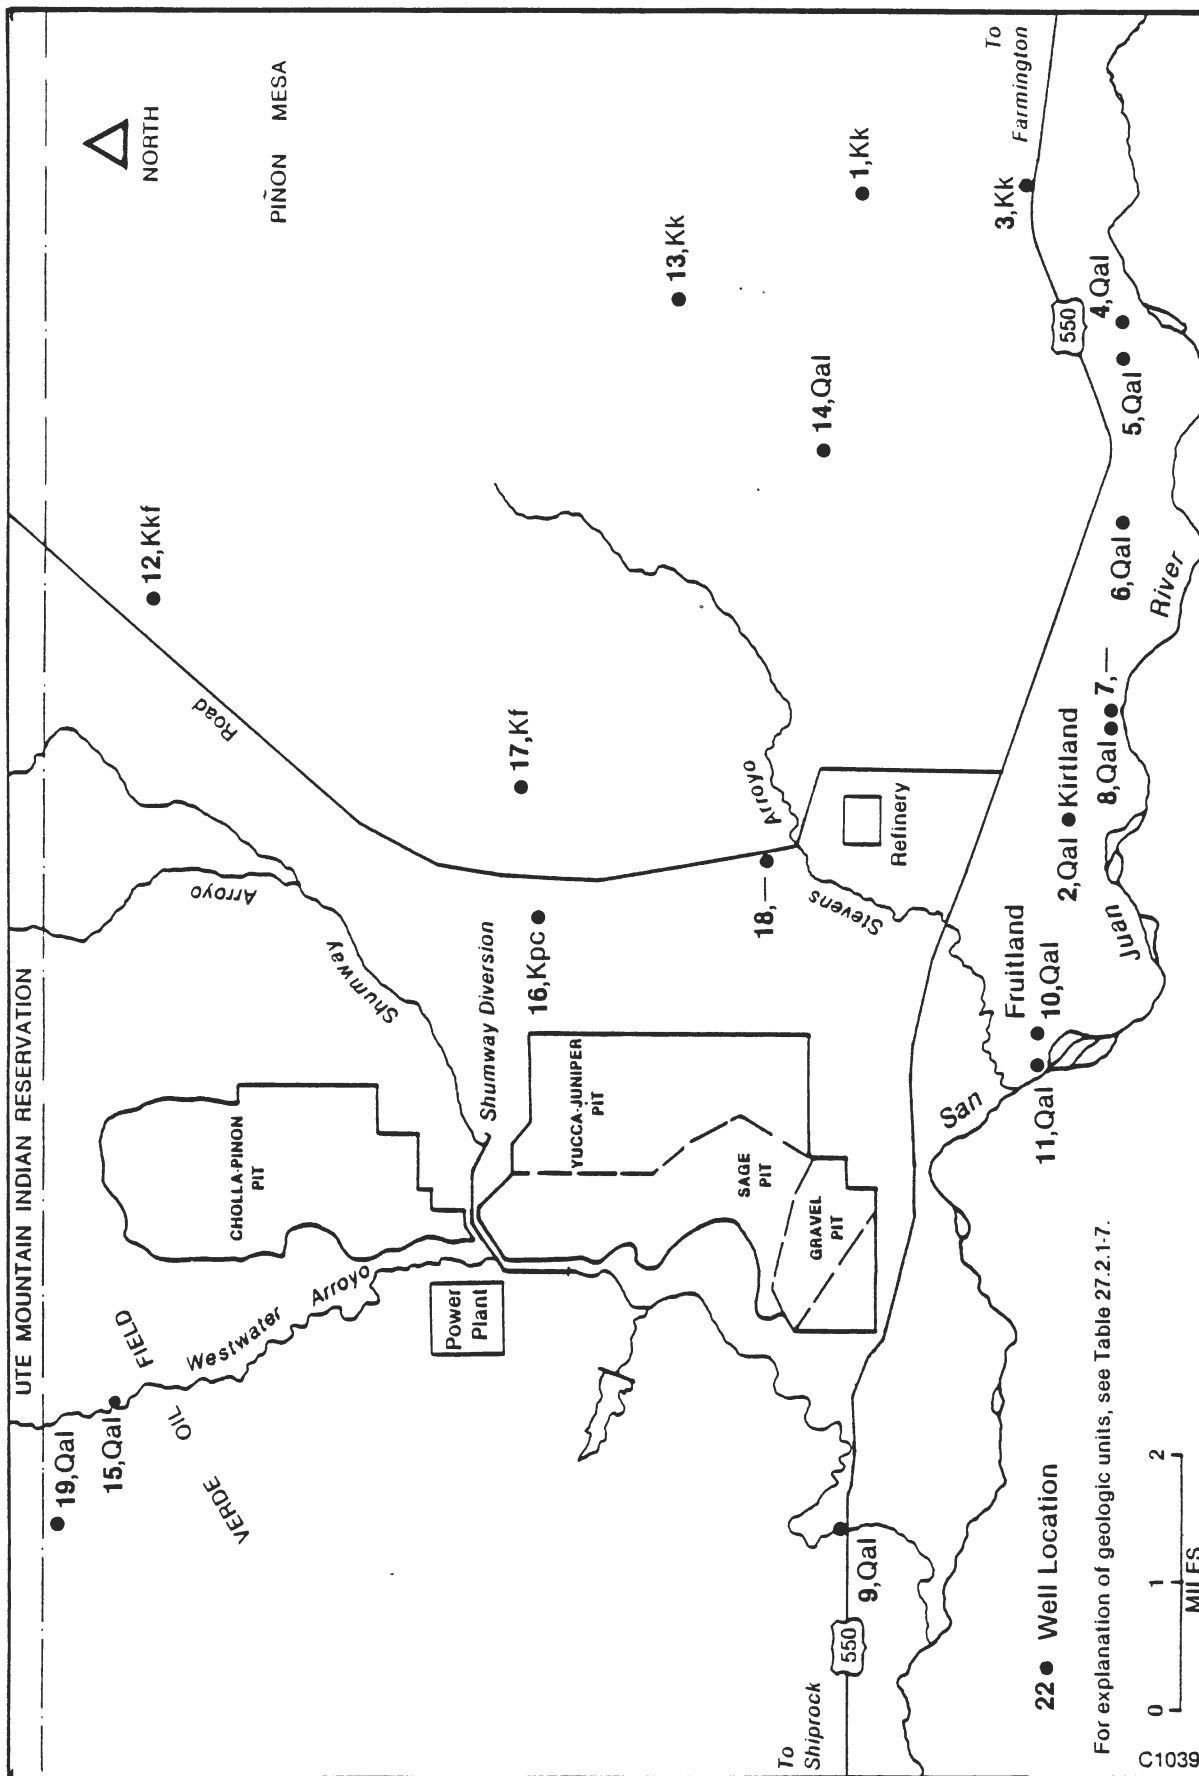 UTE MOUNTAIN INDIAN RESERVATION
NORTH
PIÑON MESA
19,Qal
15,Qal
VERDE OIL FIELD
Westwater Arroyo
CHOLLA-PINON
PIT
Arroyo
Shumway
Road
12,Kkf
Power
Plant
Shumway Diversion
16,Kpc
17,Kf
13,Kk
YUCCA-JUNIPER
PIT
SAGE
PIT
GRAVEL
PIT
18,—
Arroyo
Stevens
Refinery
14,Qal
1,Kk
To
Shiprock
550
9,Qal
San
Juan
River
Fruitland
10,Qal
11,Qal
2,Qal
Kirtland
8,Qal
7,—
6,Qal
5,Qal
4,Qal
550
3,Kk
To
Farmington
22 Well Location
For explanation of geologic units, see Table 27.2.1-7.
0 1 2
MILES
C1039